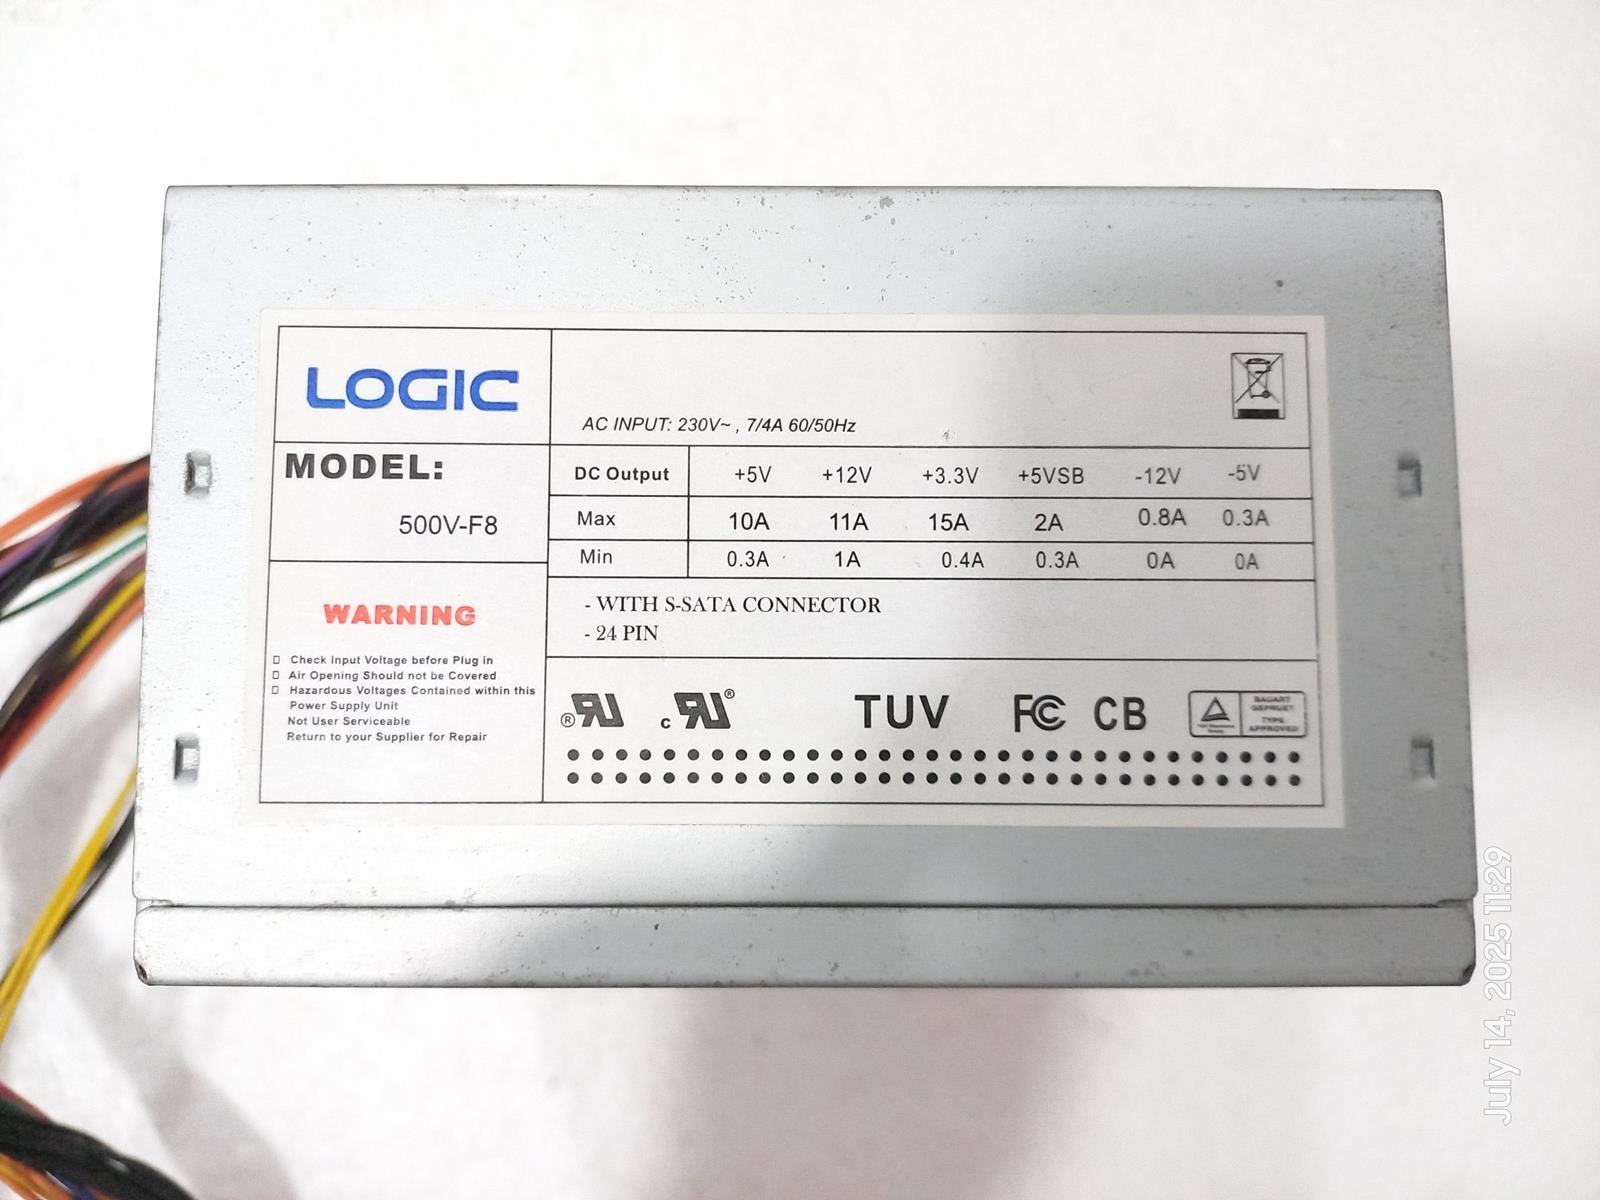 LOGIC
AC INPUT: 230V~ , 7/4A 60/50Hz
MODEL:
500V-F8
DC Output +5V +12V +3.3V +5VSB -12V -5V
Max 10A 11A 15A 2A 0.8A 0.3A
Min 0.3A 1A 0.4A 0.3A 0A 0A
- WITH S-SATA CONNECTOR
- 24 PIN
WARNING
Check Input Voltage before Plug in
Air Opening Should not be Covered
Hazardous Voltages Contained within this
Power Supply Unit
Not User Serviceable
Return to your Supplier for Repair
TUV FC CB
BAUART
GEPRUET
TYPE
APPROVED
July 14, 2025 11:29